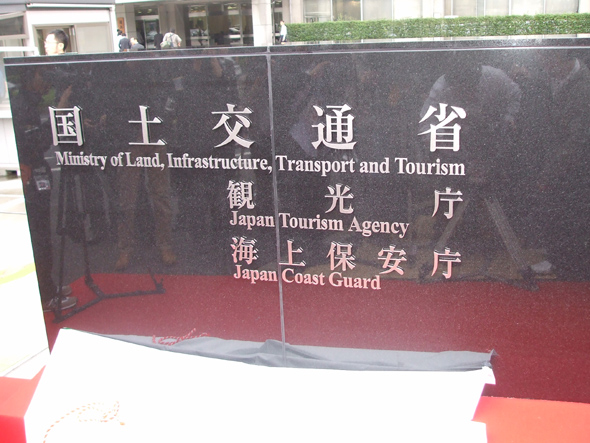 国土交通省
Ministry of Land, Infrastructure, Transport and Tourism
観光庁
Japan Tourism Agency
海上保安庁
Japan Coast Guard